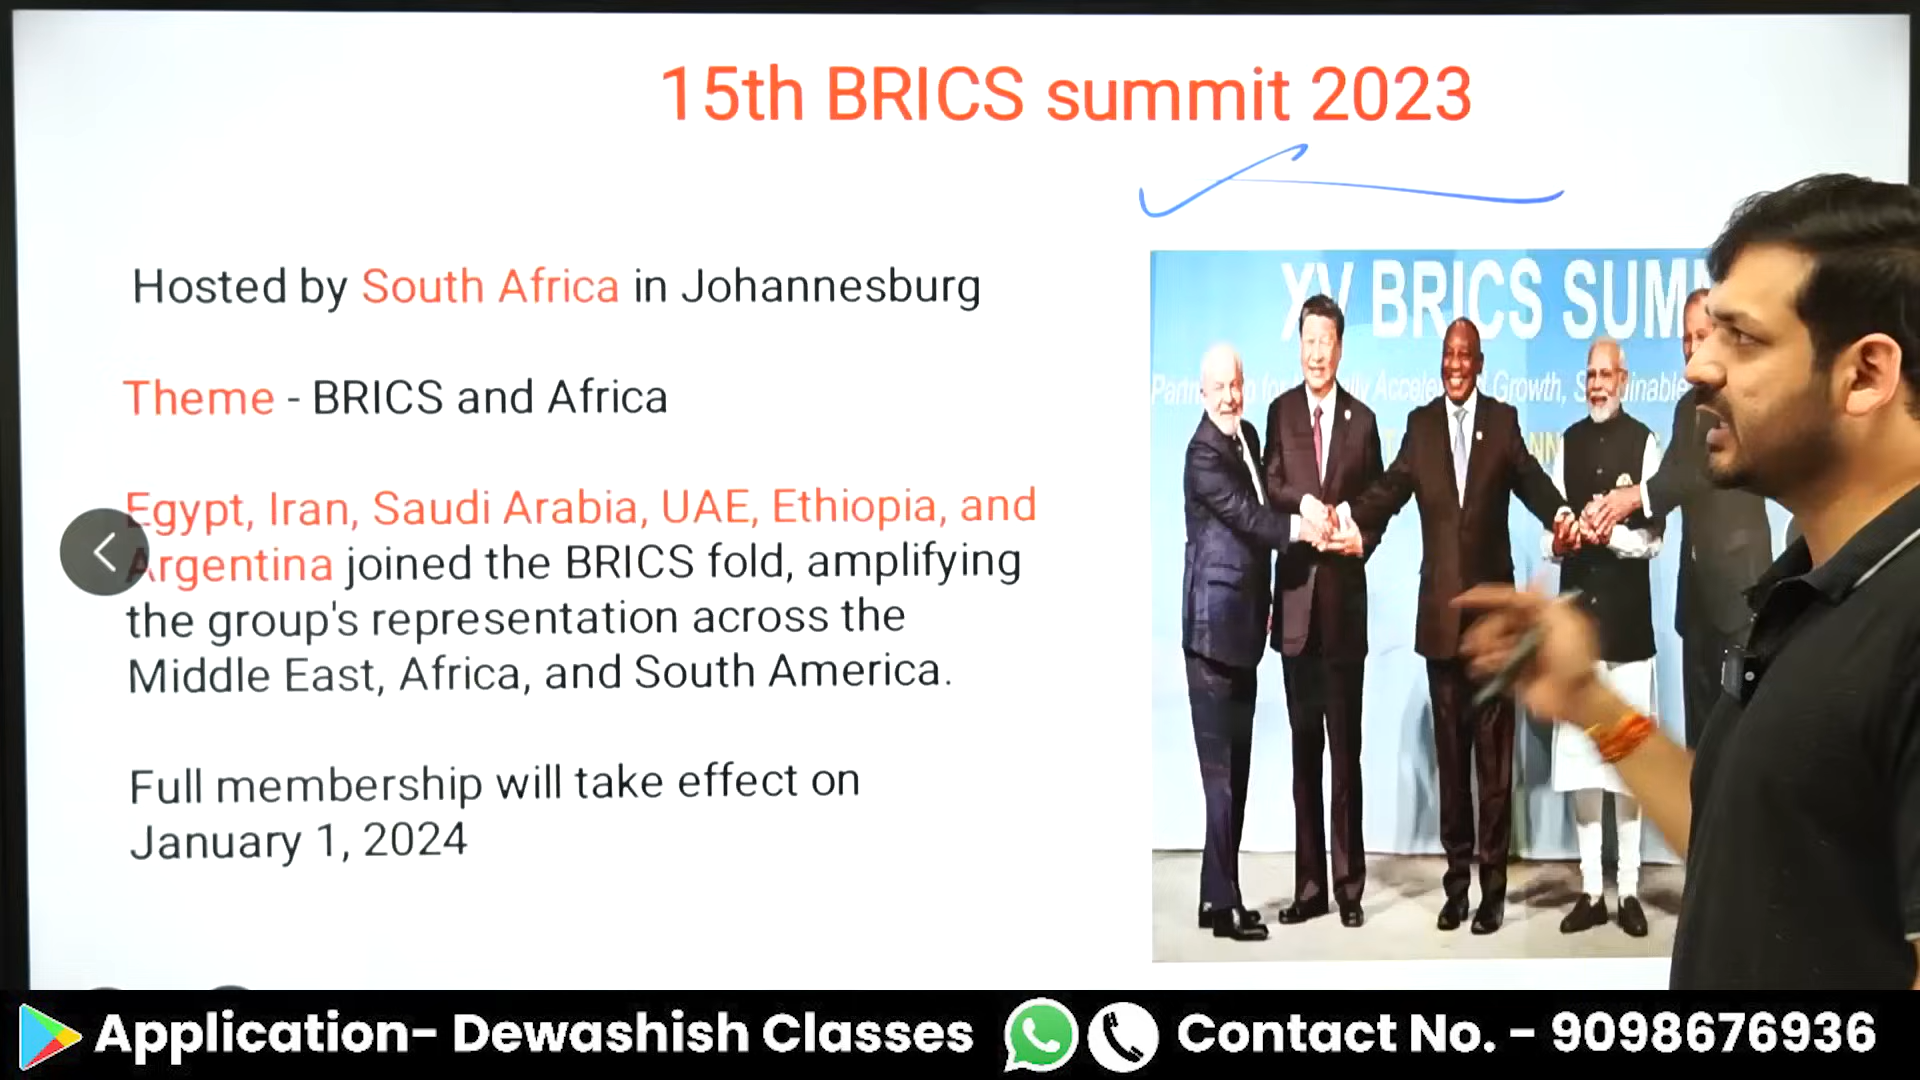 15th BRICS summit 2023
Hosted by South Africa in Johannesburg
Theme - BRICS and Africa
Egypt, Iran, Saudi Arabia, UAE, Ethiopia, and
Argentina joined the BRICS fold, amplifying
the group's representation across the
Middle East, Africa, and South America.
Full membership will take effect on
January 1, 2024
XV BRICS SUMM
Growth,
Application- Dewashish Classes
Contact No. - 9098676936